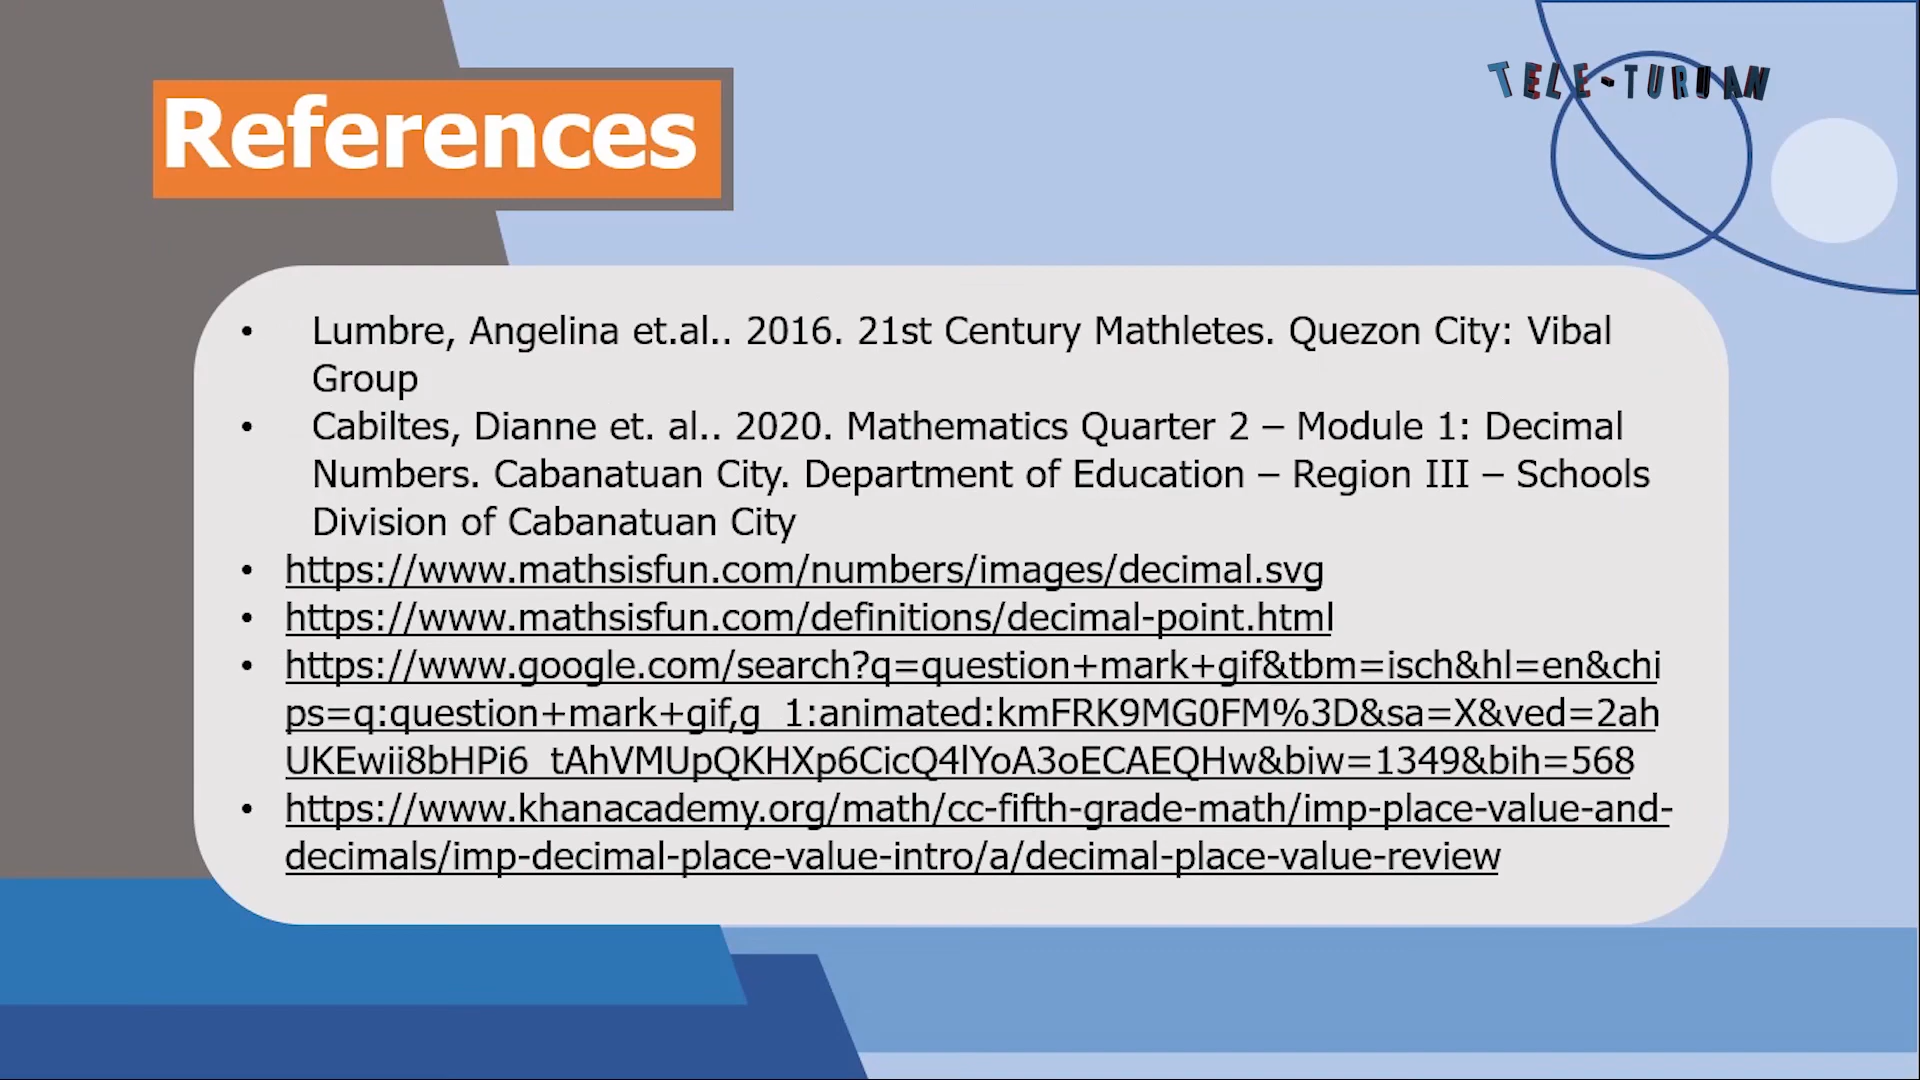 TELE-TURUAN
References
• Lumbre, Angelina et.al.. 2016. 21st Century Mathletes. Quezon City: Vibal
Group
• Cabiltes, Dianne et. al.. 2020. Mathematics Quarter 2 – Module 1: Decimal
Numbers. Cabanatuan City. Department of Education – Region III – Schools
Division of Cabanatuan City
• https://www.mathsisfun.com/numbers/images/decimal.svg
• https://www.mathsisfun.com/definitions/decimal-point.html
• https://www.google.com/search?q=question+mark+gif&tbm=isch&hl=en&chi
ps=q:question+mark+gif,g_1:animated:kmFRK9MG0FM%3D&sa=X&ved=2ah
UKEwii8bHPi6_tAhVMUpQKHXp6CicQ4lYoA3oECAEQHw&biw=1349&bih=568
• https://www.khanacademy.org/math/cc-fifth-grade-math/imp-place-value-and-
decimals/imp-decimal-place-value-intro/a/decimal-place-value-review